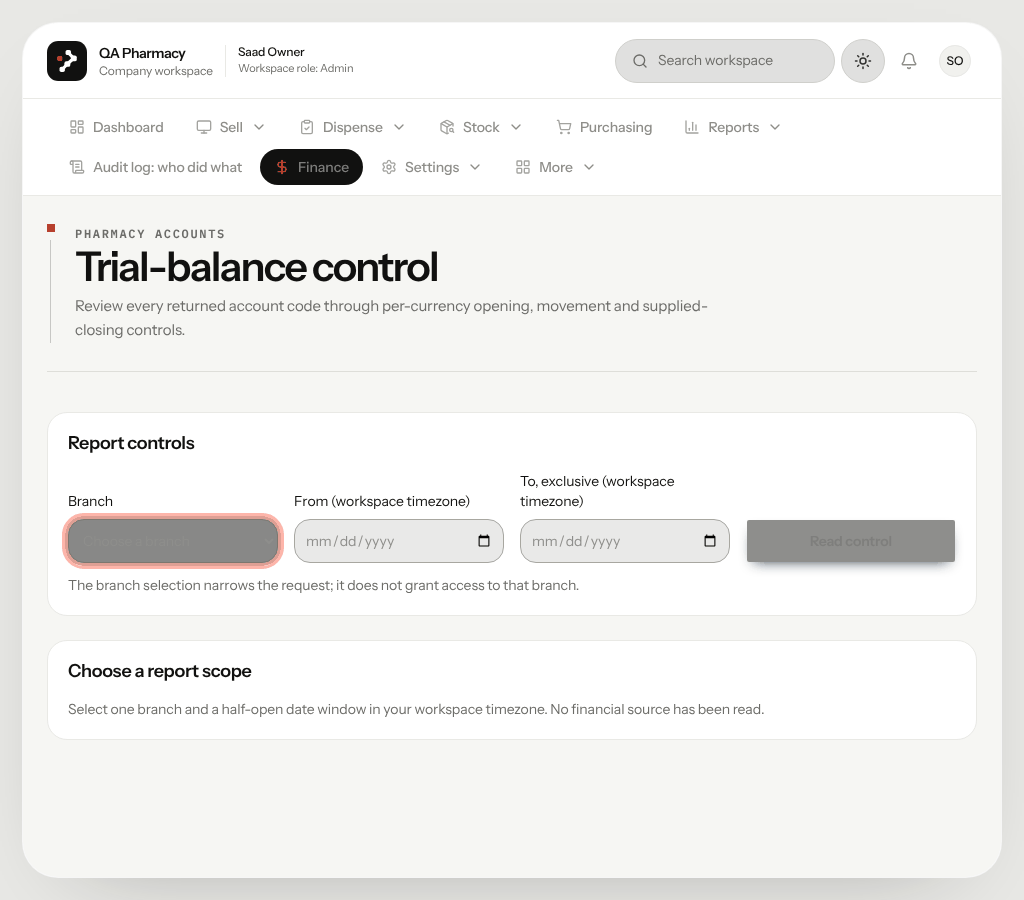 QA Pharmacy
Company workspace
Saad Owner
Workspace role: Admin
Search workspace
SO
Dashboard
Sell
Dispense
Stock
Purchasing
Reports
Audit log: who did what
Finance
Settings
More
PHARMACY ACCOUNTS
Trial-balance control
Review every returned account code through per-currency opening, movement and supplied-
closing controls.
Report controls
Branch
From (workspace timezone)
To, exclusive (workspace
timezone)
Choose a branch
mm/dd/yyyy
mm/dd/yyyy
Read control
The branch selection narrows the request; it does not grant access to that branch.
Choose a report scope
Select one branch and a half-open date window in your workspace timezone. No financial source has been read.